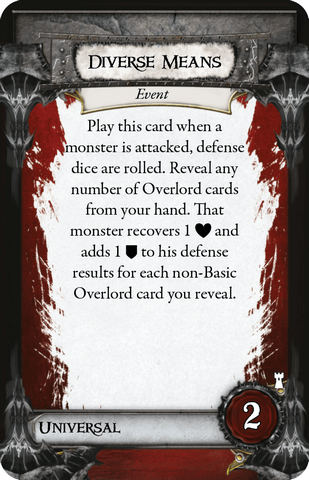 Diverse Means
Event
Play this card when a
monster is attacked, defense
dice are rolled. Reveal any
number of Overlord cards
from your hand. That
monster recovers 1 ♥ and
adds 1 to his defense
results for each non-Basic
Overlord card you reveal.
Universal
2